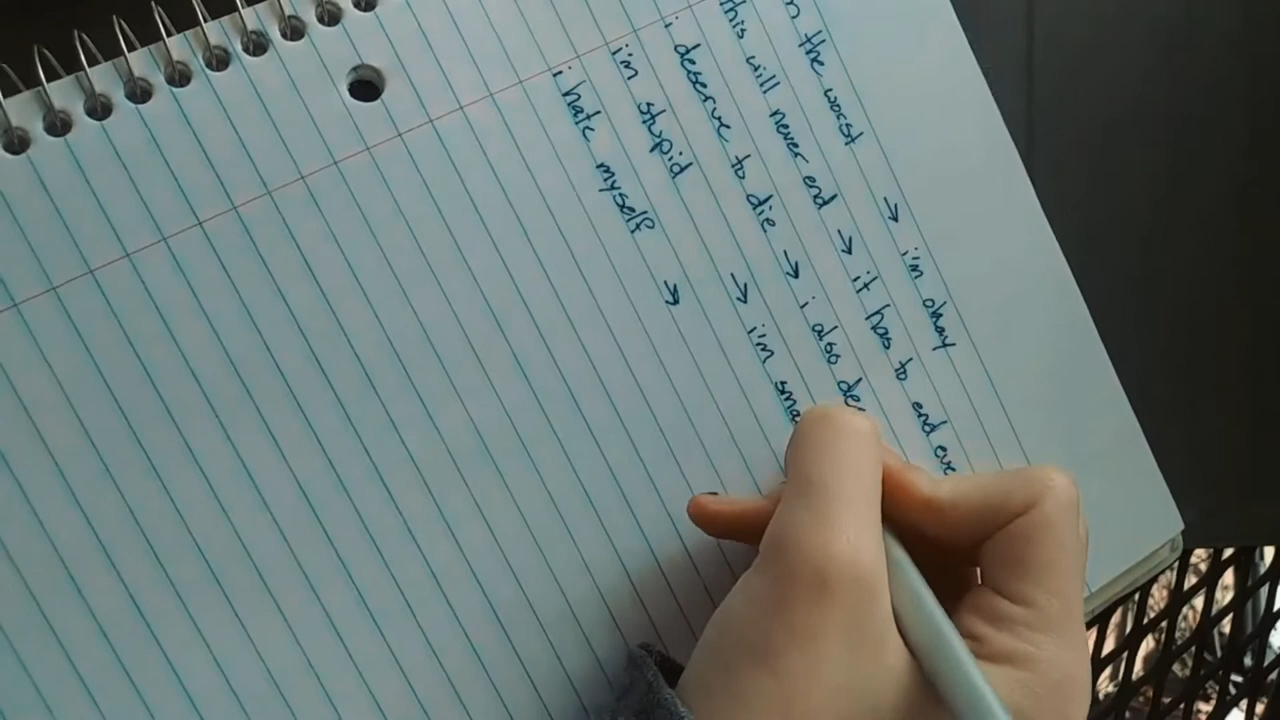 the worst → i'm okay
this will never end → it has to end
i deserve to die → i also
i'm stupid → i'm
i hate myself →